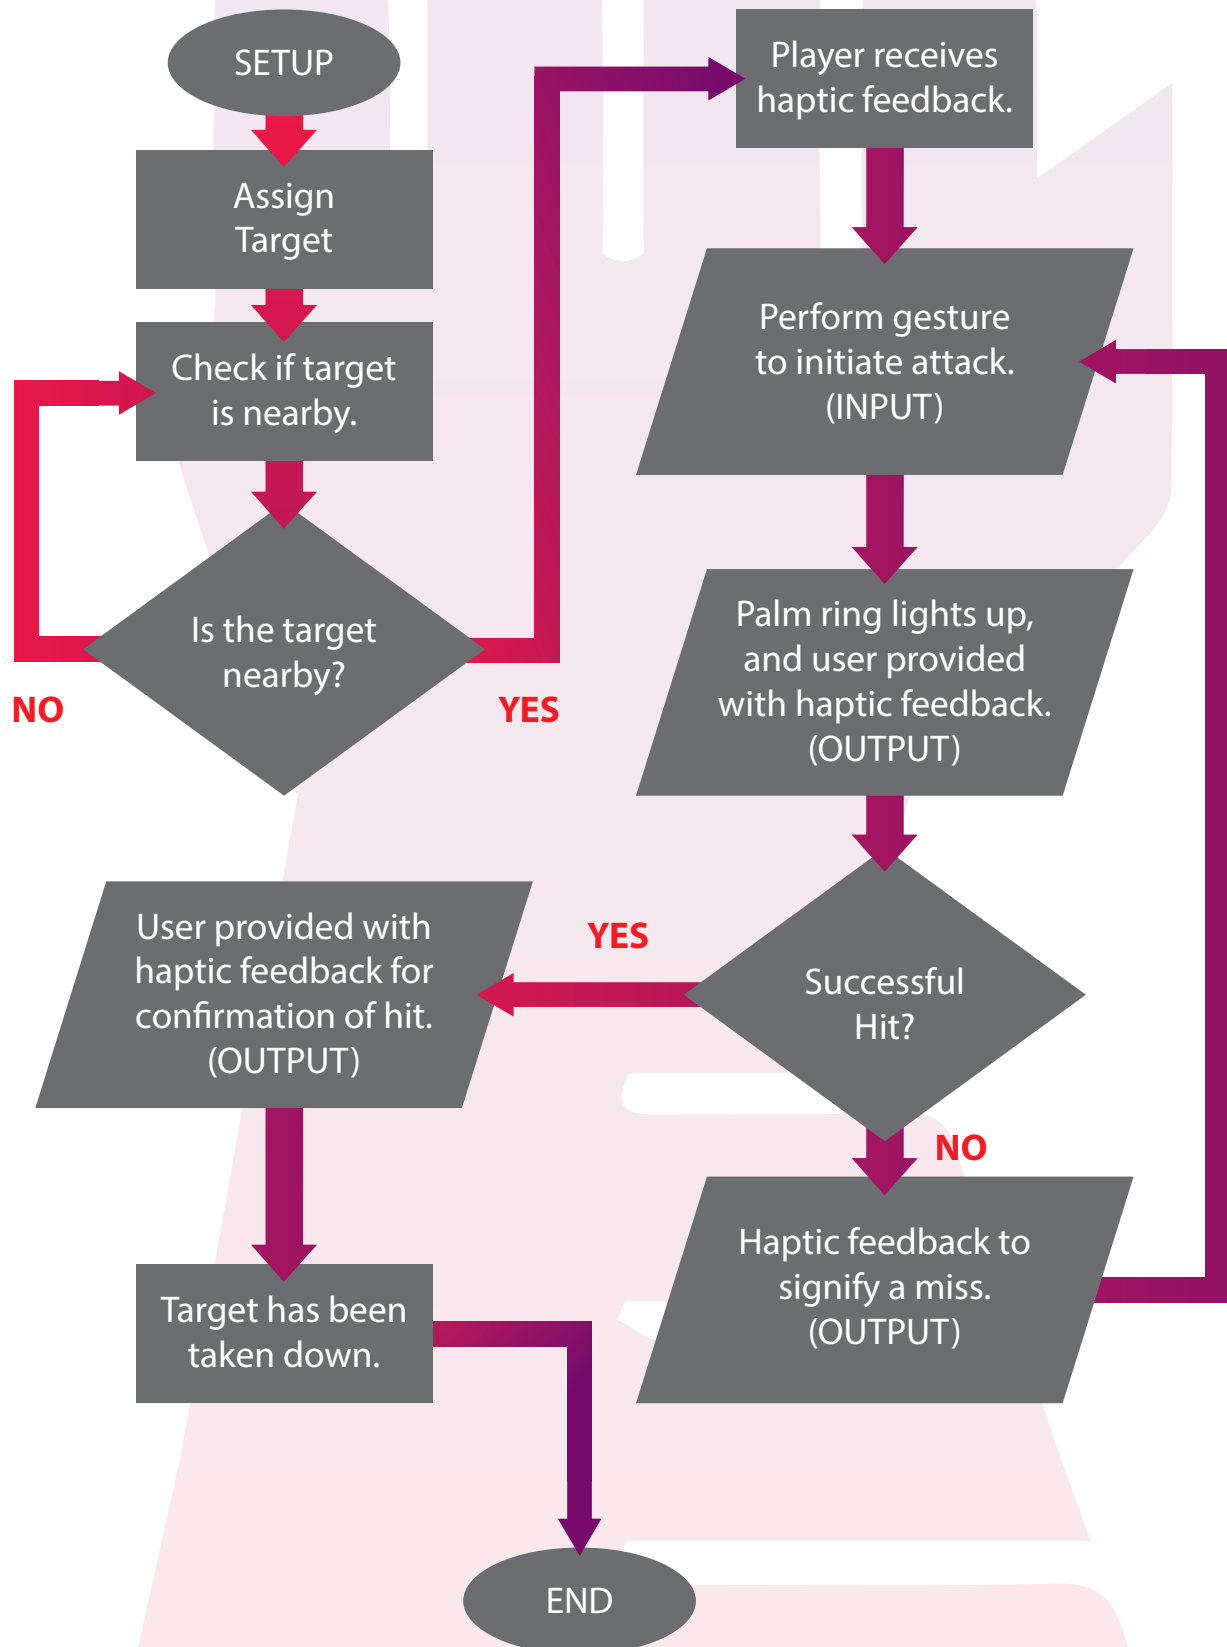 SETUP
Assign
Target
Check if target
is nearby.
Is the target
nearby?
NO
YES
Player receives
haptic feedback.
Perform gesture
to initiate attack.
(INPUT)
Palm ring lights up,
and user provided
with haptic feedback.
(OUTPUT)
Successful
Hit?
YES
NO
User provided with
haptic feedback for
confirmation of hit.
(OUTPUT)
Haptic feedback to
signify a miss.
(OUTPUT)
Target has been
taken down.
END